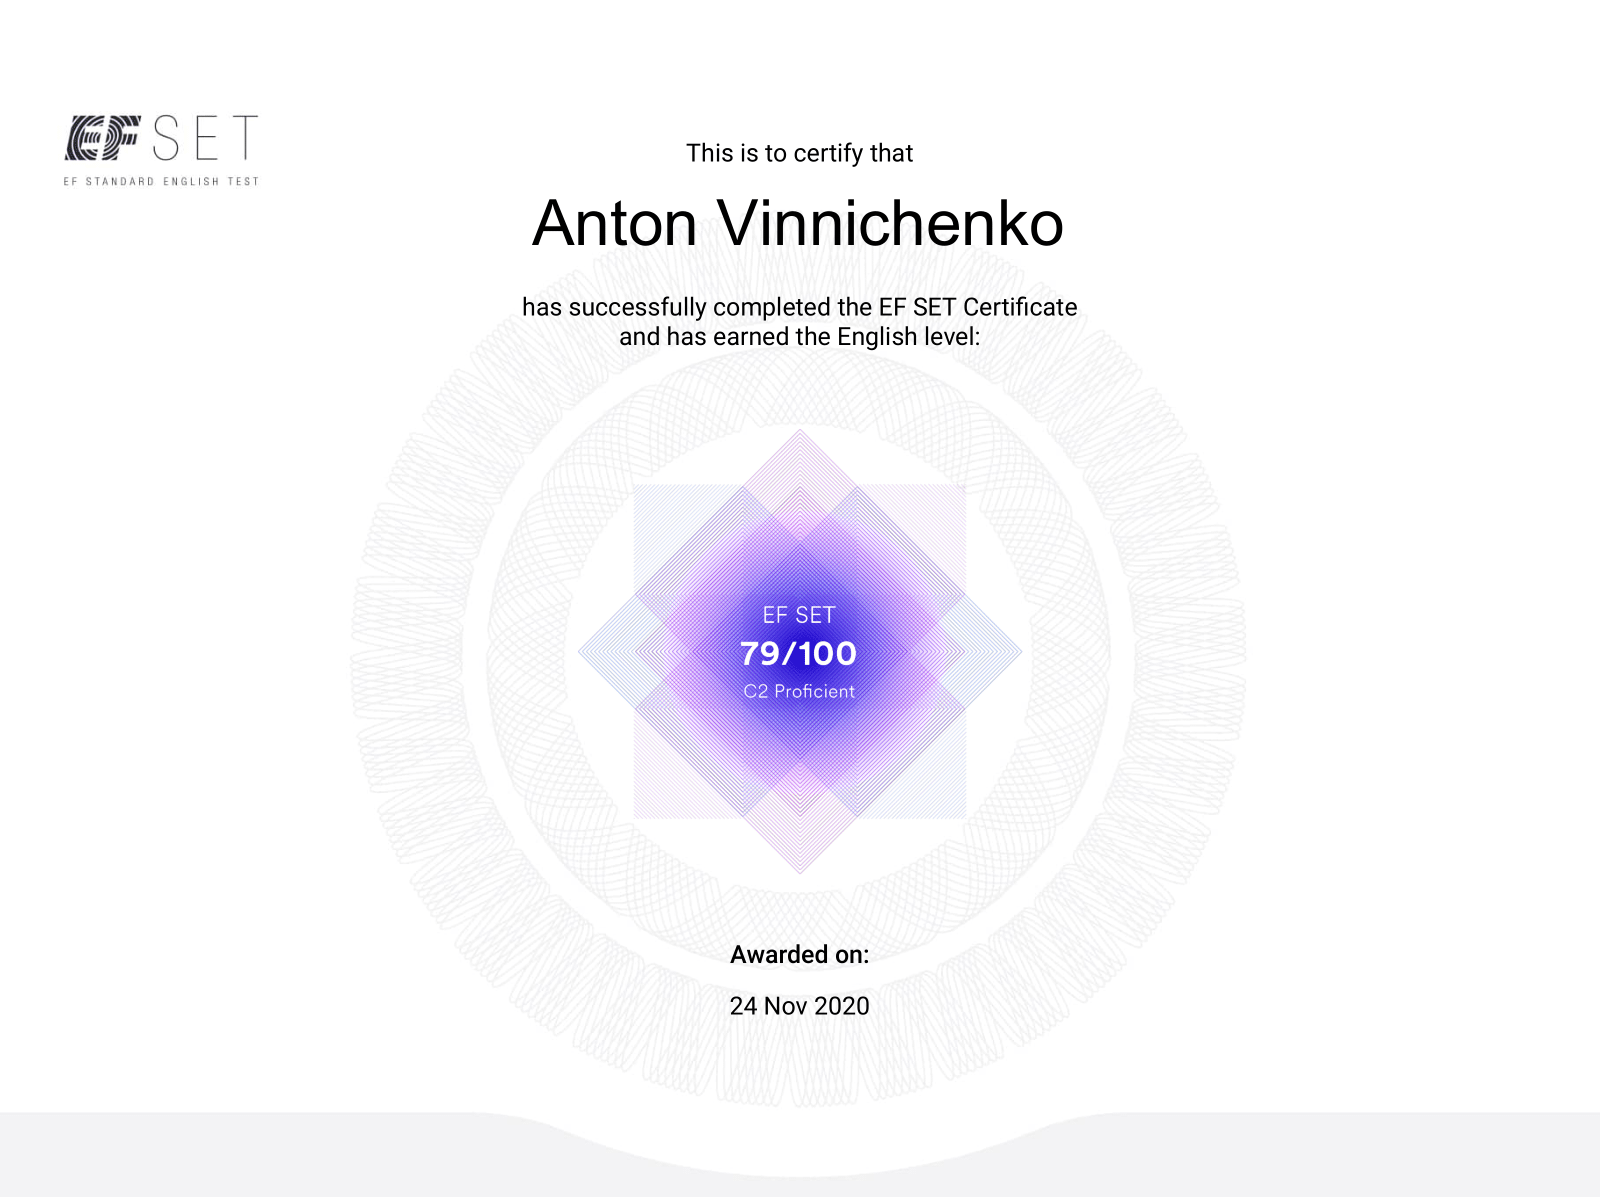 EF SET
EF STANDARD ENGLISH TEST
This is to certify that
Anton Vinnichenko
has successfully completed the EF SET Certificate
and has earned the English level:
EF SET
79/100
C2 Proficient
Awarded on:
24 Nov 2020